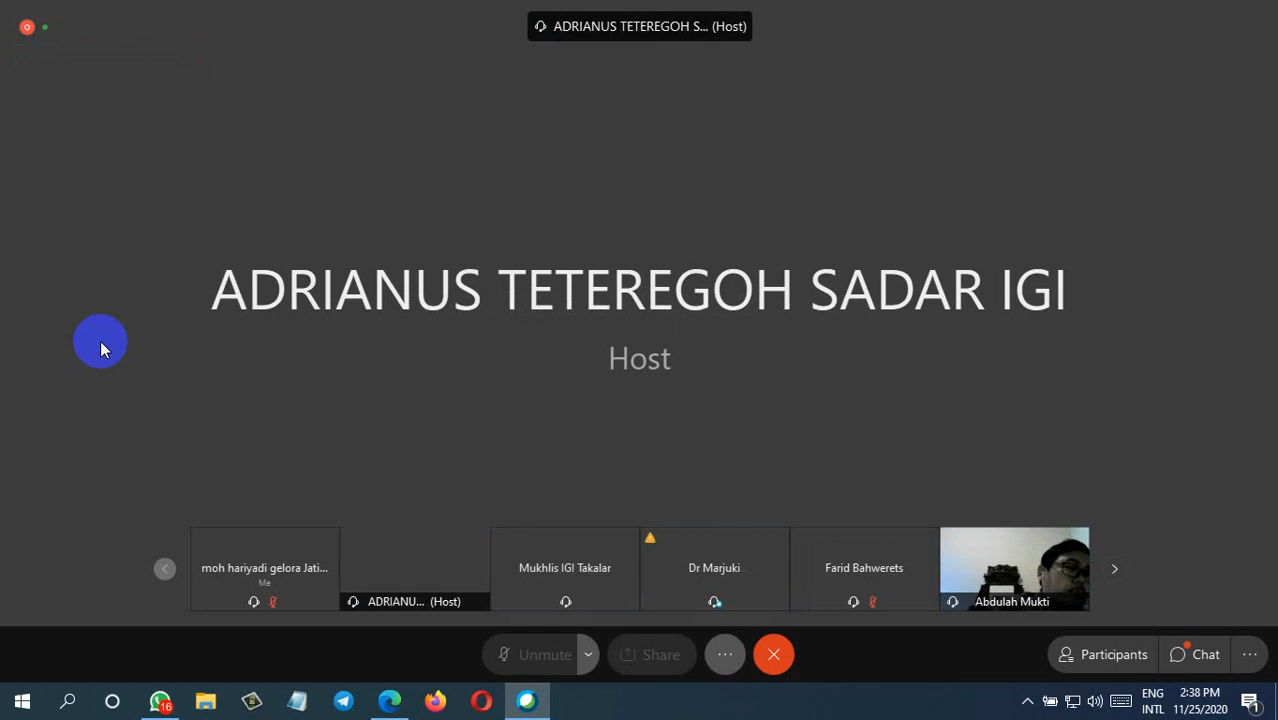 ADRIANUS TETEREGOH S... (Host)
ADRIANUS TETEREGOH SADAR IGI
Host
moh hariyadi gelora Jati...
Me
ADRIANU... (Host)
Mukhlis IGI Takalar
Dr Marjuki
Farid Bahwerets
Abdulah Mukti
Unmute
Share
Participants
Chat
16
ENG
INTL
2:38 PM
11/25/2020
1